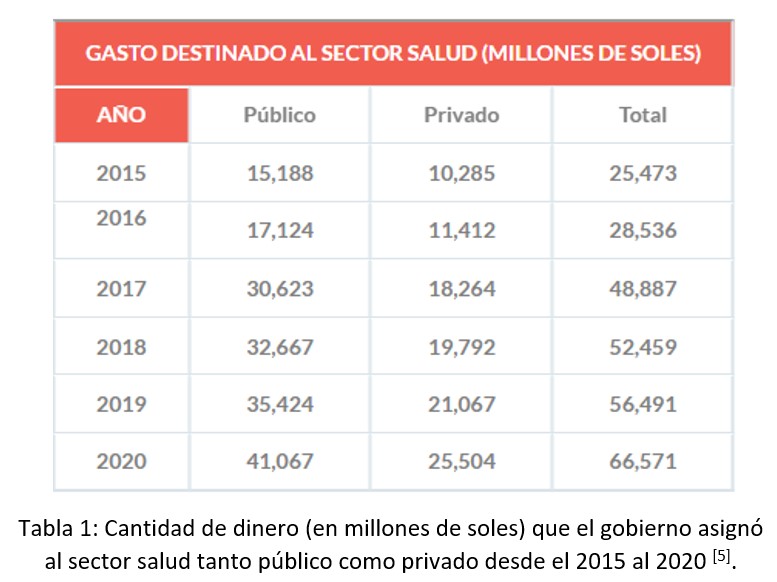 GASTO DESTINADO AL SECTOR SALUD (MILLONES DE SOLES)
AÑO Público Privado Total
2015 15,188 10,285 25,473
2016 17,124 11,412 28,536
2017 30,623 18,264 48,887
2018 32,667 19,792 52,459
2019 35,424 21,067 56,491
2020 41,067 25,504 66,571
Tabla 1: Cantidad de dinero (en millones de soles) que el gobierno asignó
al sector salud tanto público como privado desde el 2015 al 2020 [5].